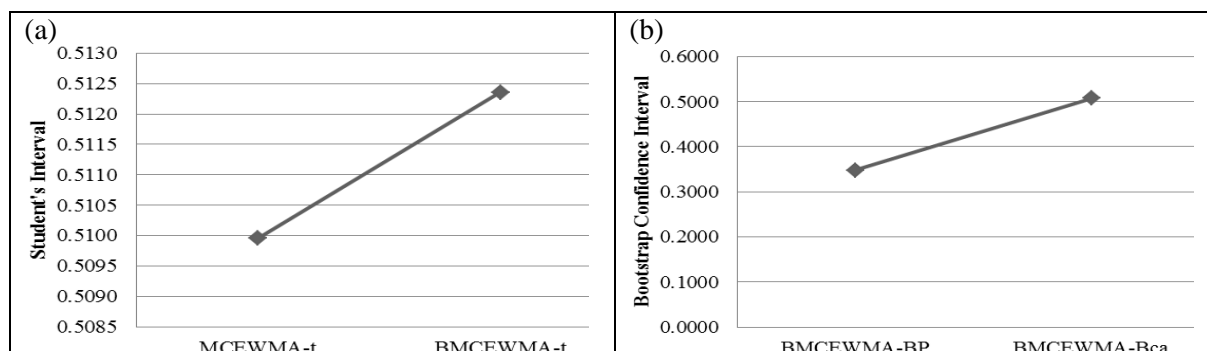 (a)
0.5130
0.5125
0.5120
0.5115
0.5110
0.5105
0.5100
0.5095
0.5090
0.5085
Student's Interval
MCEWMA-t
BMCEWMA-t
(b)
0.6000
0.5000
0.4000
0.3000
0.2000
0.1000
0.0000
Bootstrap Confidence Interval
BMCEWMA-BP
BMCEWMA-Bca